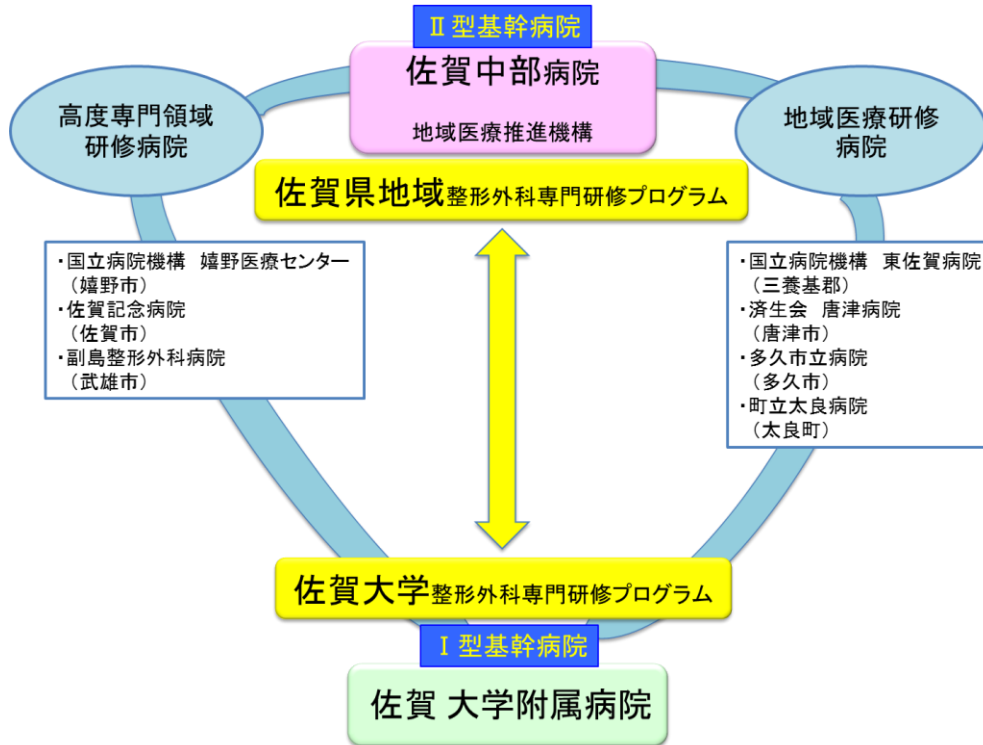 Ⅱ型基幹病院
佐賀中部病院
地域医療推進機構
高度専門領域
研修病院
地域医療研修
病院
佐賀県地域整形外科専門研修プログラム
・国立病院機構 嬉野医療センター
（嬉野市）
・佐賀記念病院
（佐賀市）
・副島整形外科病院
（武雄市）
・国立病院機構 東佐賀病院
（三養基郡）
・済生会 唐津病院
（唐津市）
・多久市立病院
（多久市）
・町立太良病院
（太良町）
佐賀大学整形外科専門研修プログラム
Ⅰ型基幹病院
佐賀 大学附属病院